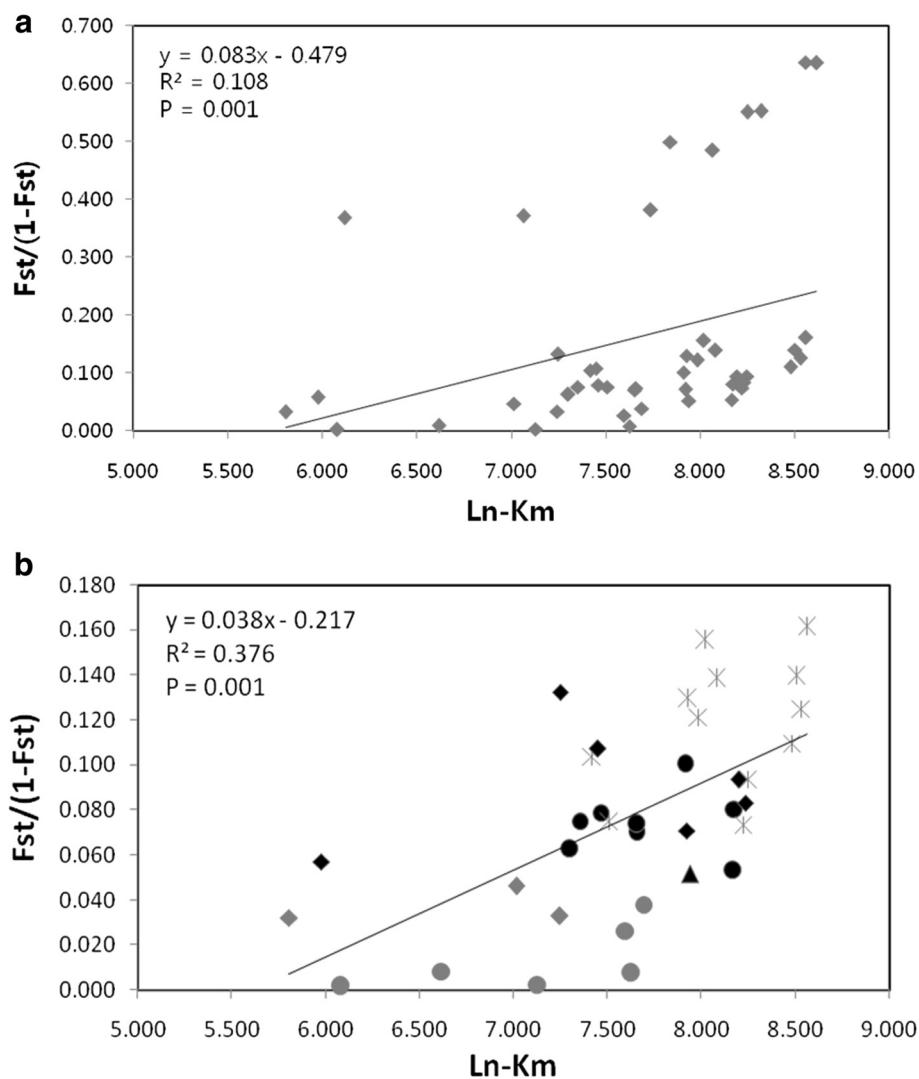 a
0.700
y = 0.083x - 0.479
R² = 0.108
P = 0.001
0.600
0.500
0.400
0.300
0.200
0.100
0.000
Fst/(1-Fst)
5.000 5.500 6.000 6.500 7.000 7.500 8.000 8.500 9.000
Ln-Km
b
0.180
y = 0.038x - 0.217
R² = 0.376
P = 0.001
0.160
0.140
0.120
0.100
0.080
0.060
0.040
0.020
0.000
Fst/(1-Fst)
5.000 5.500 6.000 6.500 7.000 7.500 8.000 8.500 9.000
Ln-Km